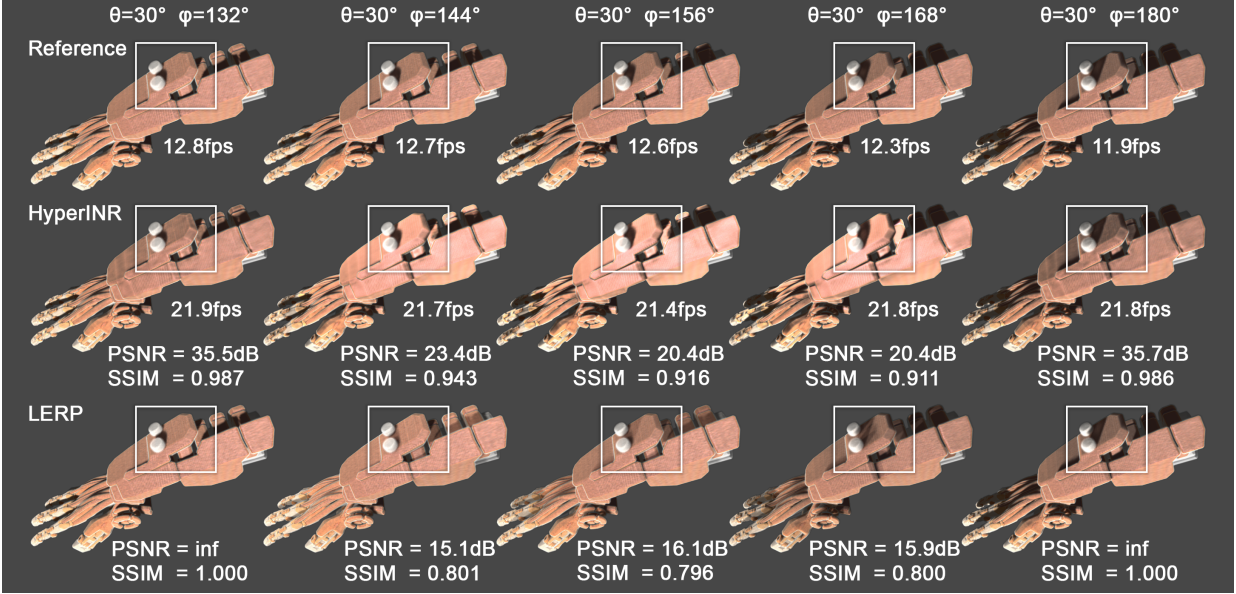 θ=30° φ=132° θ=30° φ=144° θ=30° φ=156° θ=30° φ=168° θ=30° φ=180°
Reference
12.8fps 12.7fps 12.6fps 12.3fps 11.9fps
HyperINR
21.9fps 21.7fps 21.4fps 21.8fps 21.8fps
PSNR = 35.5dB PSNR = 23.4dB PSNR = 20.4dB PSNR = 20.4dB PSNR = 35.7dB
SSIM = 0.987 SSIM = 0.943 SSIM = 0.916 SSIM = 0.911 SSIM = 0.986
LERP
PSNR = inf PSNR = 15.1dB PSNR = 16.1dB PSNR = 15.9dB PSNR = inf
SSIM = 1.000 SSIM = 0.801 SSIM = 0.796 SSIM = 0.800 SSIM = 1.000